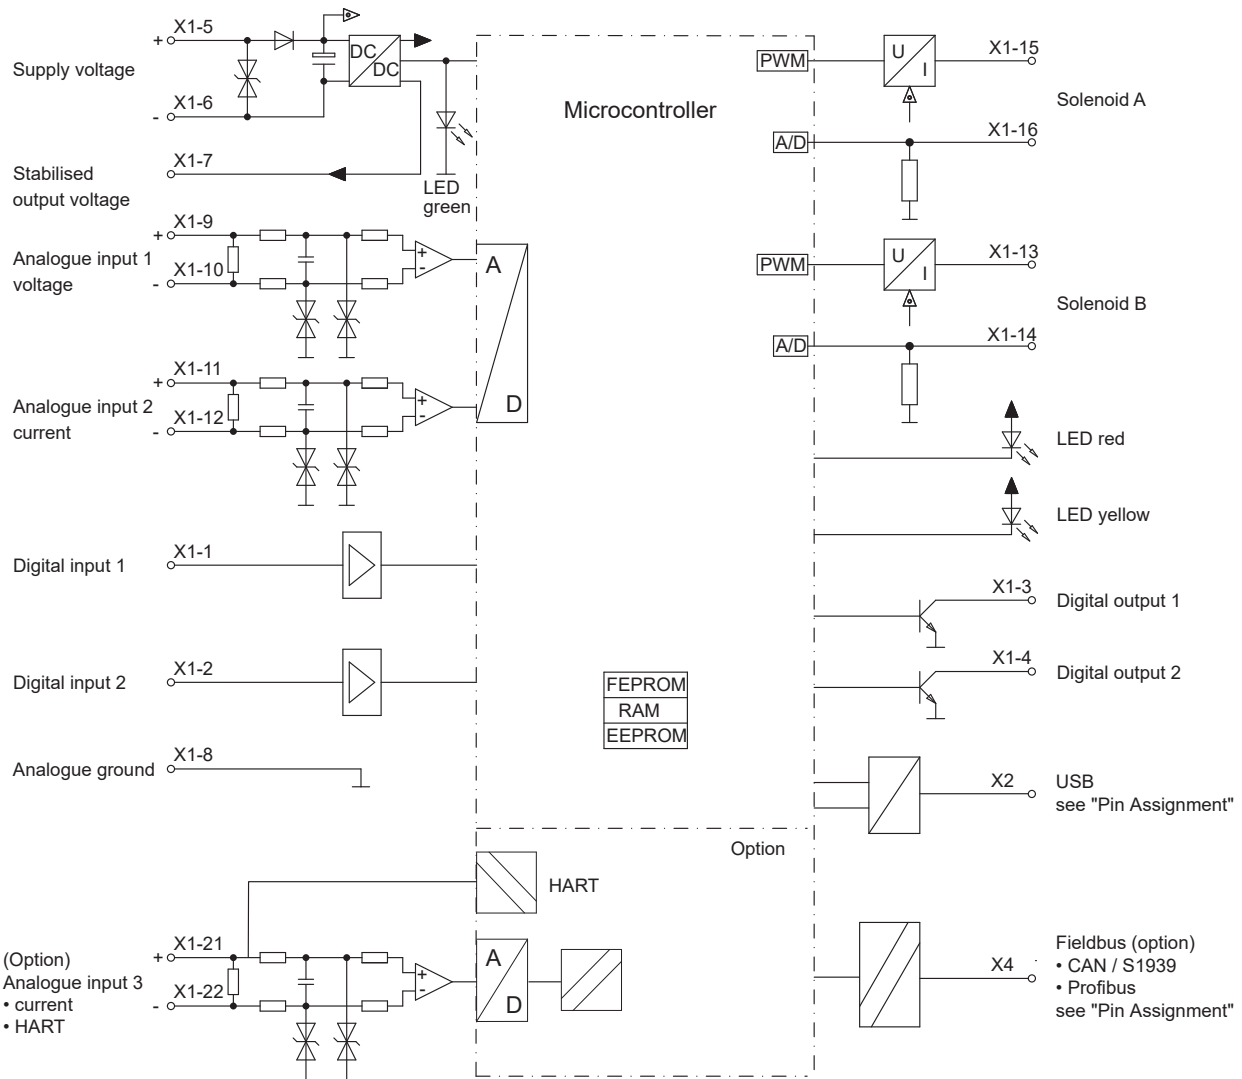 + X1-5
Supply voltage
- X1-6
DC
DC
X1-7
Stabilised
output voltage
LED
green
+ X1-9
Analogue input 1
voltage
X1-10
-
+
-
+ X1-11
Analogue input 2
current
X1-12
-
+
-
A
D
Digital input 1
X1-1
Digital input 2
X1-2
Analogue ground
X1-8
Microcontroller
FEPROM
RAM
EEPROM
Option
HART
(Option)
Analogue input 3
• current
• HART
+ X1-21
- X1-22
+
-
A
D
PWM
U
I
X1-15
Solenoid A
A/D
X1-16
PWM
U
I
X1-13
Solenoid B
A/D
X1-14
LED red
LED yellow
X1-3
Digital output 1
X1-4
Digital output 2
X2
USB
see "Pin Assignment"
X4
Fieldbus (option)
• CAN / S1939
• Profibus
see "Pin Assignment"